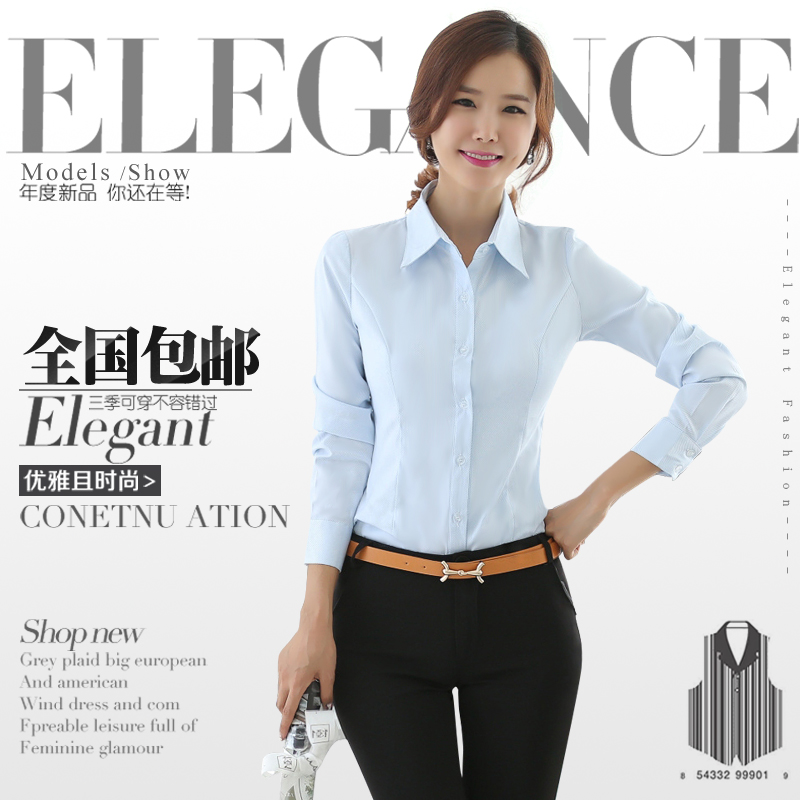 ELEGANCE
Models /Show
年度新品 你还在等!
----Elegant Fashion----
全国包邮
三季可穿不容错过
Elegant
优雅且时尚>
CONETNU ATION
Shop new
Grey plaid big european
And american
Wind dress and com
Fpreable leisure full of
Feminine glamour
8 54332 99901 9